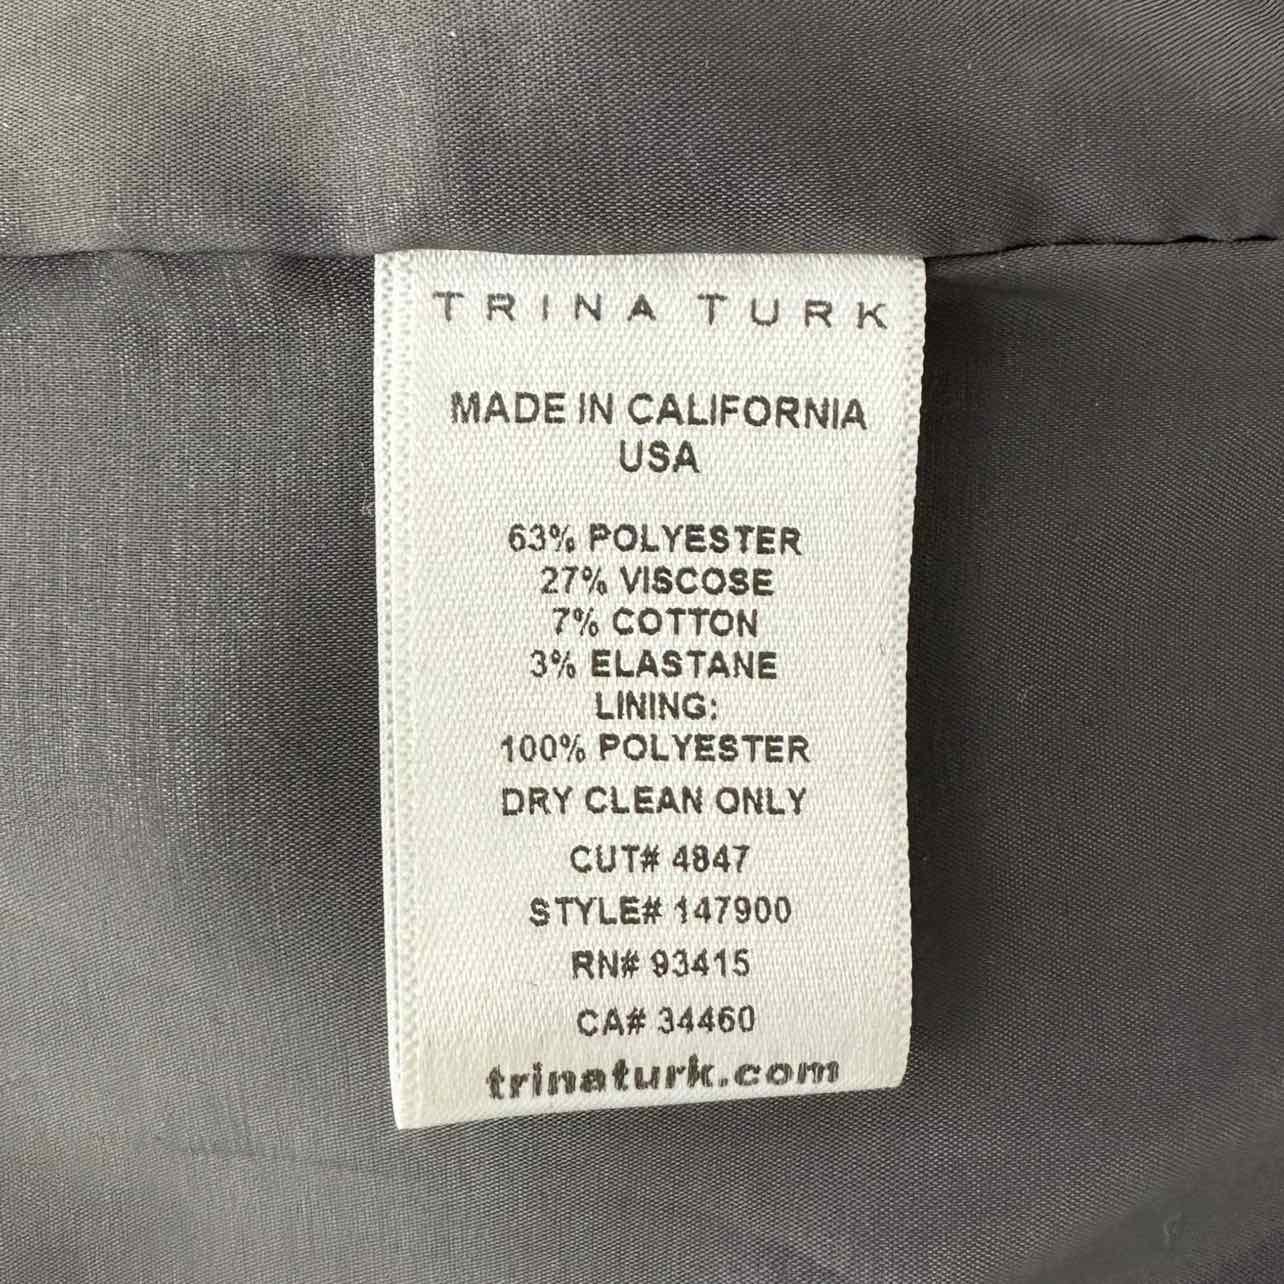 TRINA TURK
MADE IN CALIFORNIA
USA
63% POLYESTER
27% VISCOSE
7% COTTON
3% ELASTANE
LINING:
100% POLYESTER
DRY CLEAN ONLY
CUT# 4847
STYLE# 147900
RN# 93415
CA# 34460
trinaturk.com